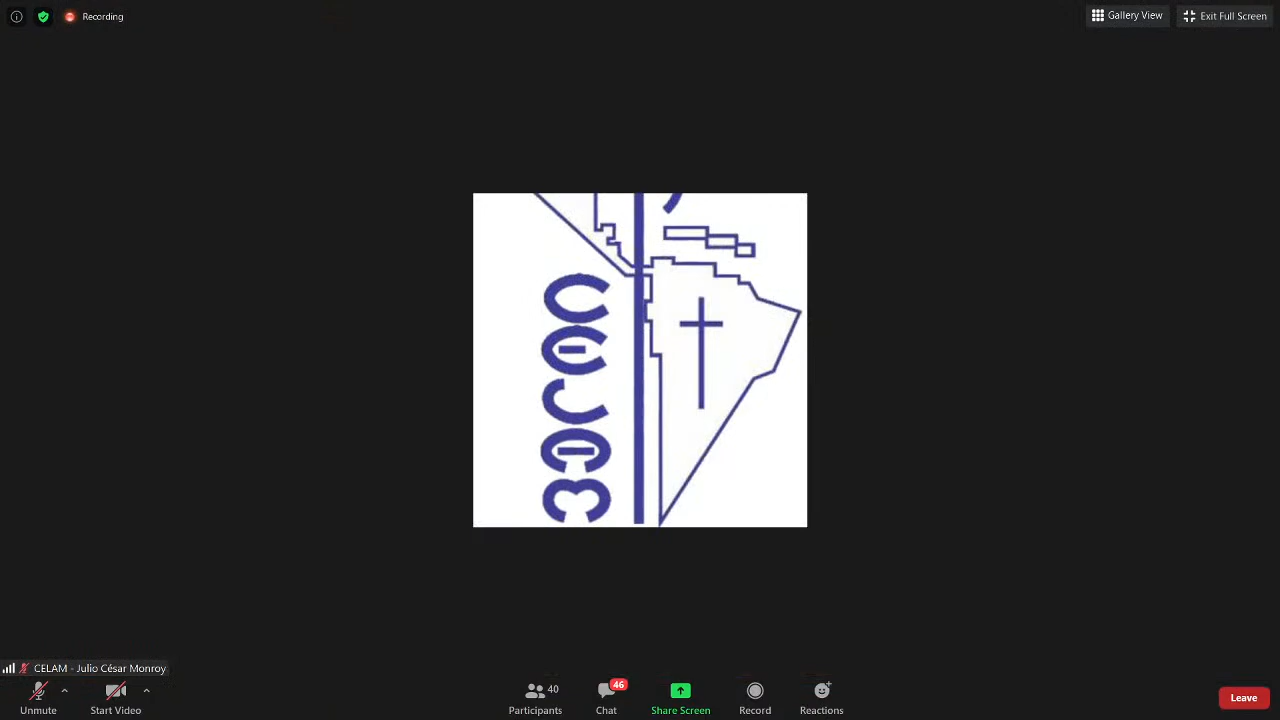 Recording
Gallery View
Exit Full Screen
CELAM
CELAM - Julio César Monroy
Unmute
Start Video
40
Participants
46
Chat
Share Screen
Record
Reactions
Leave